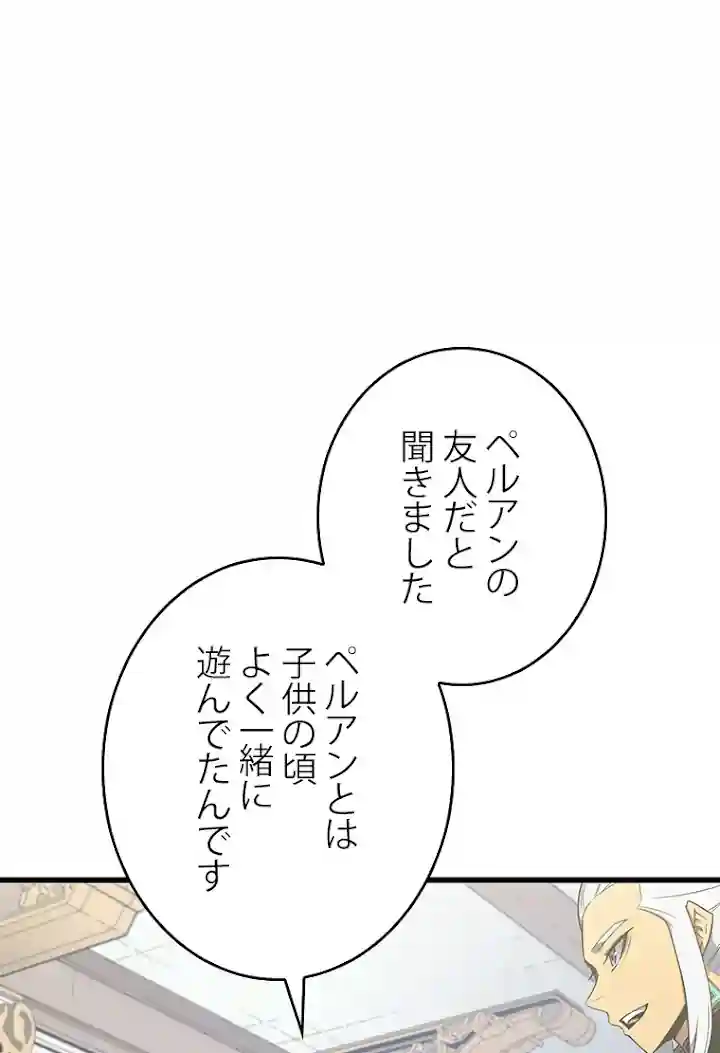 ペルアンの
友人だと
聞きました
ペルアンとは
子供の頃
よく一緒に
遊んでたんです